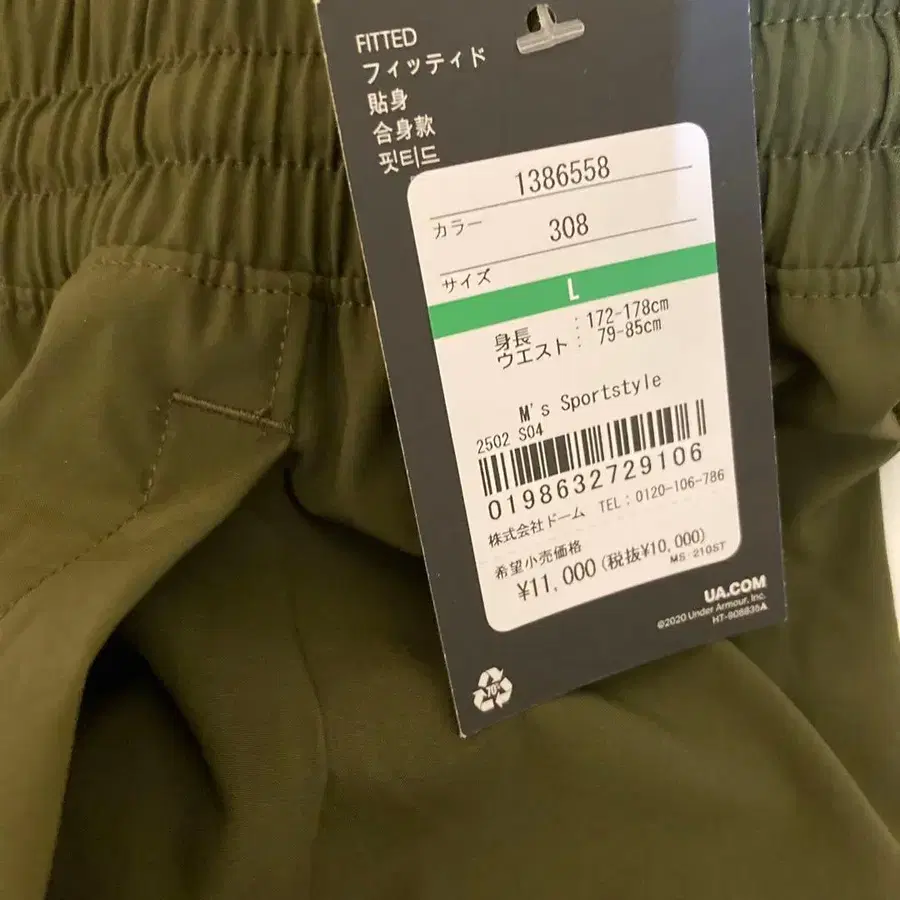 FITTED
フィッティド
貼身
合身款
핏티드
1386558
カラー 308
サイズ
L
身長 : 172-178cm
ウエスト : 79-85cm
M's Sportstyle
2502 S04
0198632729106
株式会社ドーム TEL : 0120-106-786
希望小売価格
¥11,000 (税抜¥10,000)
MS:210ST
UA.COM
©2020 Under Armour, Inc.
HT-808835A
70%